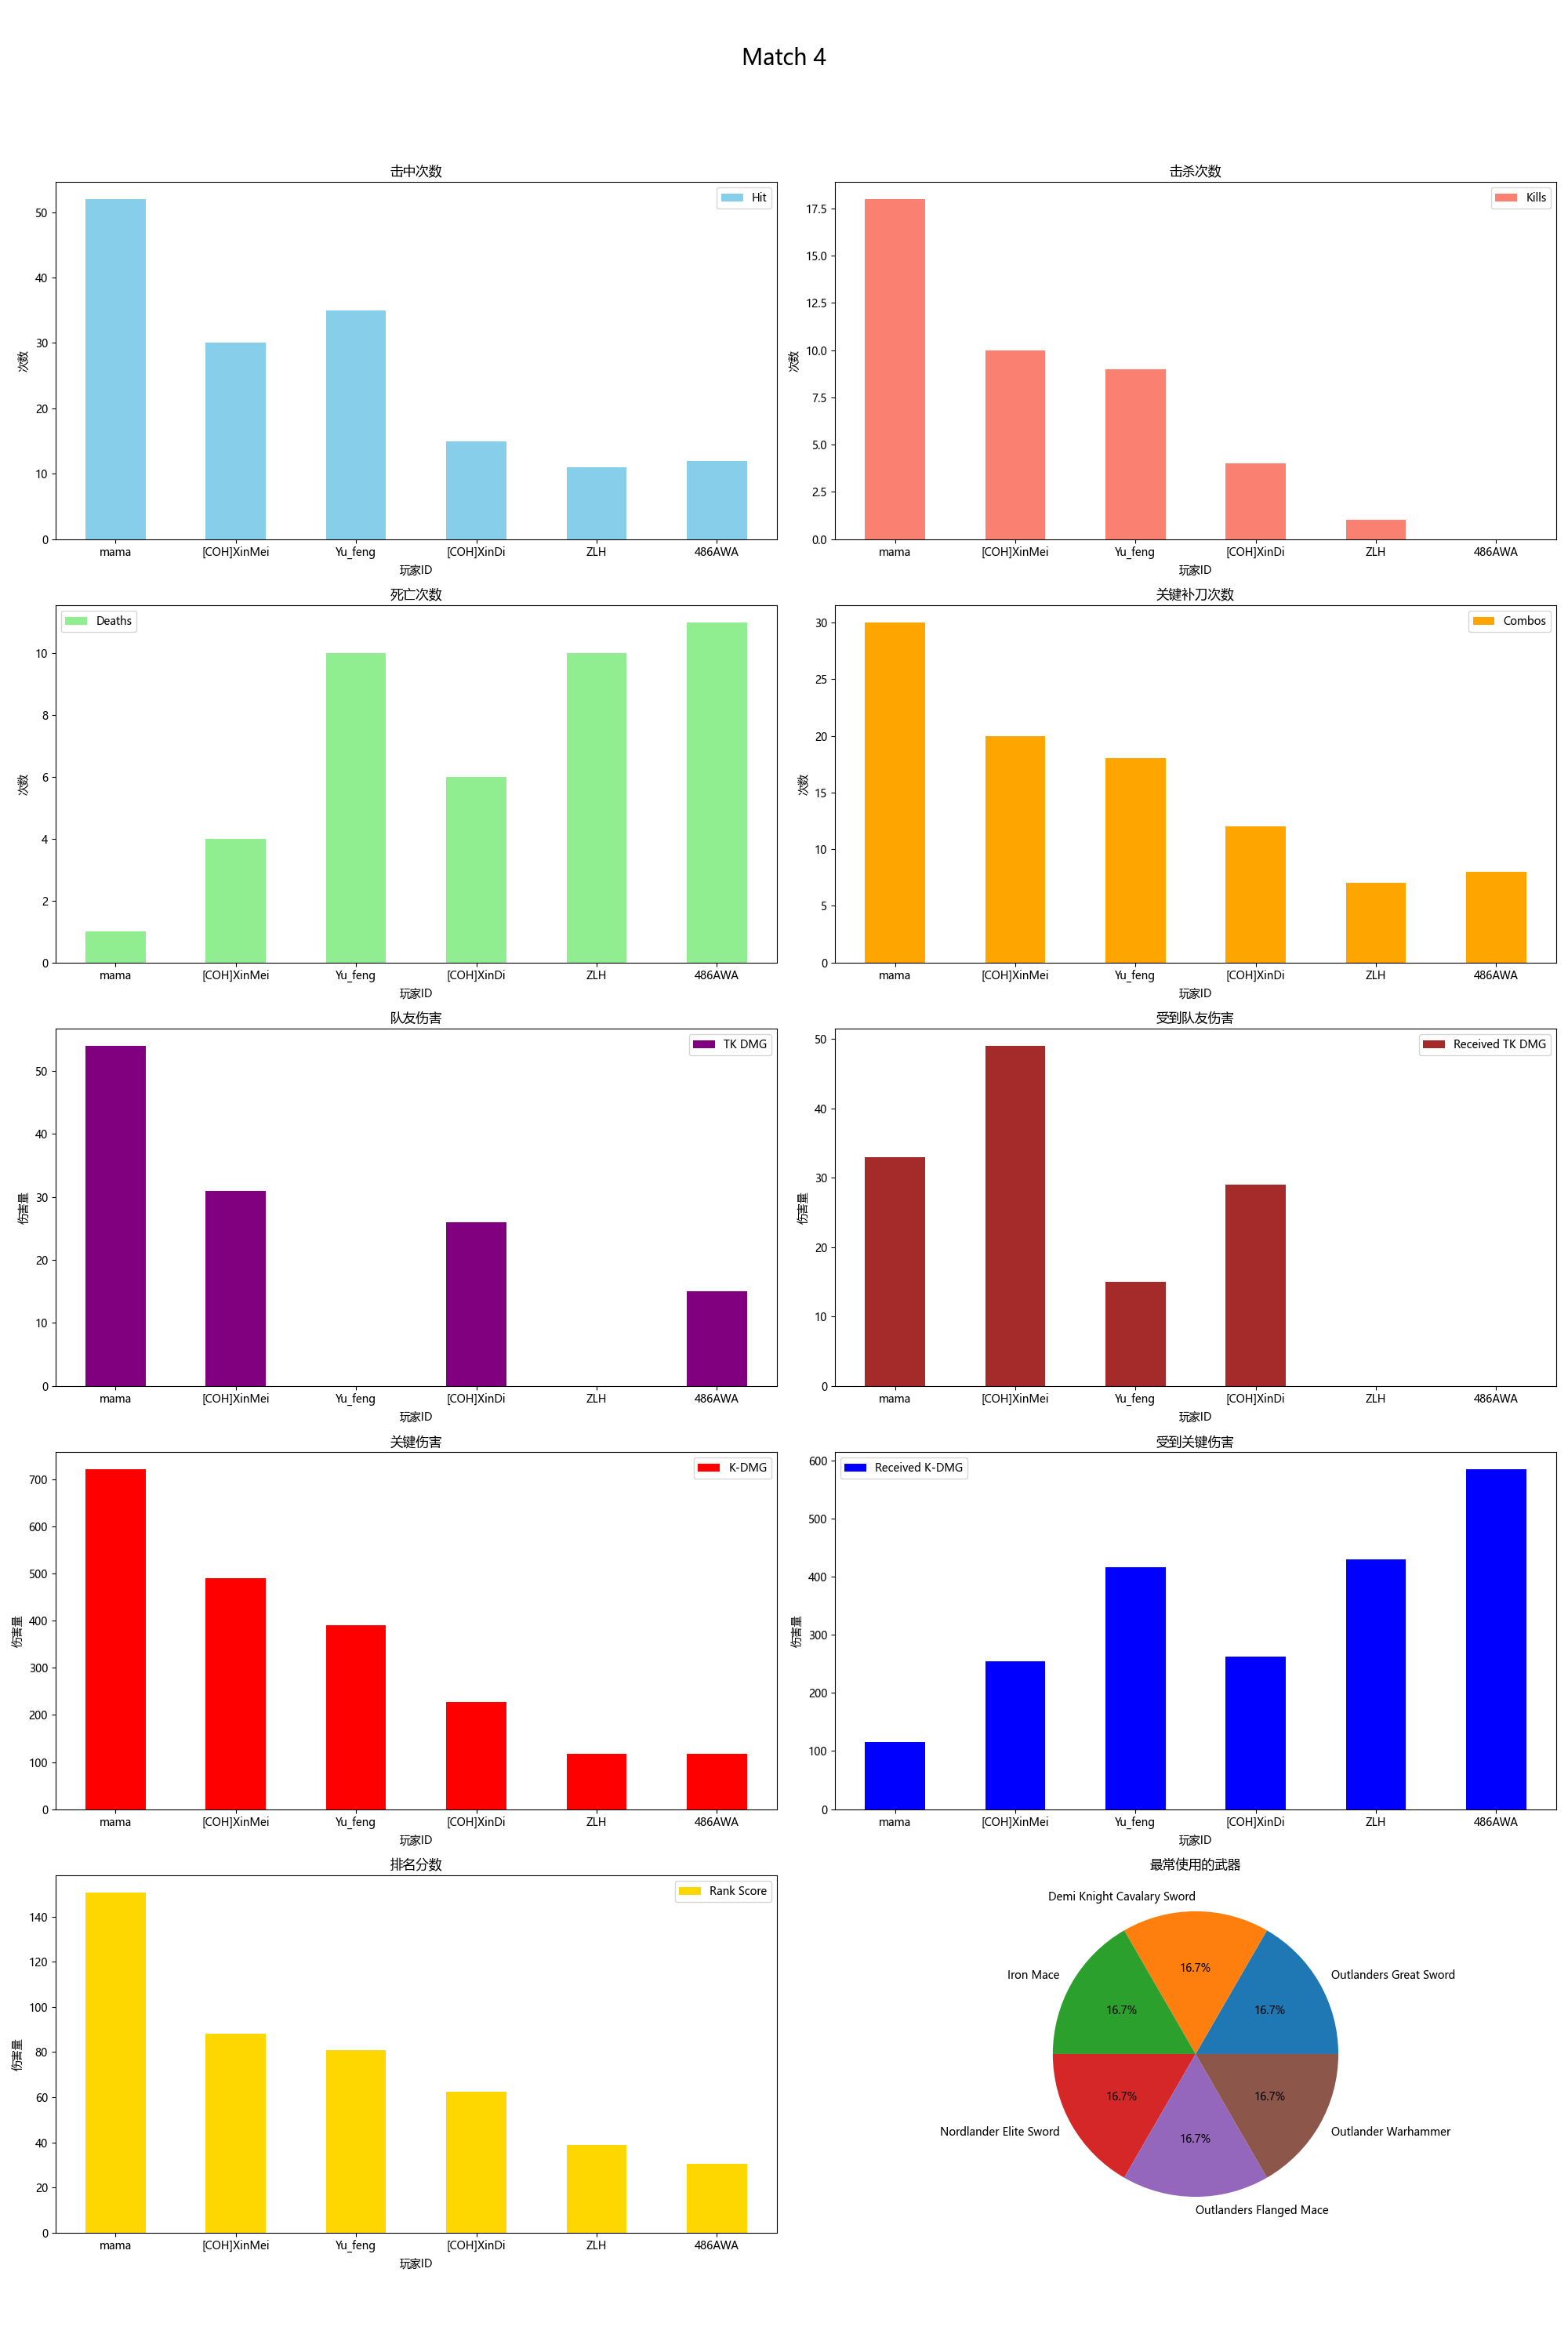 Match 4
击中次数
Hit
50
40
30
20
10
0
次数
mama [COH]XinMei Yu_feng [COH]XinDi ZLH 486AWA
玩家ID
击杀次数
Kills
17.5
15.0
12.5
10.0
7.5
5.0
2.5
0.0
次数
mama [COH]XinMei Yu_feng [COH]XinDi ZLH 486AWA
玩家ID
死亡次数
Deaths
10
8
6
4
2
0
次数
mama [COH]XinMei Yu_feng [COH]XinDi ZLH 486AWA
玩家ID
关键补刀次数
Combos
30
25
20
15
10
5
0
次数
mama [COH]XinMei Yu_feng [COH]XinDi ZLH 486AWA
玩家ID
队友伤害
TK DMG
50
40
30
20
10
0
伤害量
mama [COH]XinMei Yu_feng [COH]XinDi ZLH 486AWA
玩家ID
受到队友伤害
Received TK DMG
50
40
30
20
10
0
伤害量
mama [COH]XinMei Yu_feng [COH]XinDi ZLH 486AWA
玩家ID
关键伤害
K-DMG
700
600
500
400
300
200
100
0
伤害量
mama [COH]XinMei Yu_feng [COH]XinDi ZLH 486AWA
玩家ID
受到关键伤害
Received K-DMG
600
500
400
300
200
100
0
伤害量
mama [COH]XinMei Yu_feng [COH]XinDi ZLH 486AWA
玩家ID
排名分数
Rank Score
140
120
100
80
60
40
20
0
伤害量
mama [COH]XinMei Yu_feng [COH]XinDi ZLH 486AWA
玩家ID
最常使用的武器
Demi Knight Cavalary Sword
16.7%
Iron Mace
16.7%
Outlanders Great Sword
16.7%
Nordlander Elite Sword
16.7%
Outlander Warhammer
16.7%
Outlanders Flanged Mace
16.7%